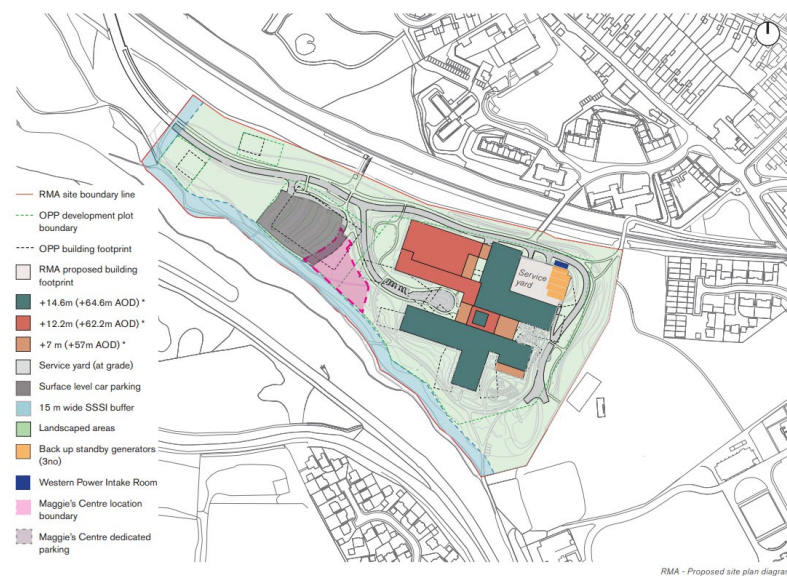 RMA site boundary line
OPP development plot
boundary
OPP building footprint
RMA proposed building
footprint
+14.6m (+64.6m AOD) *
+12.2m (+62.2m AOD) *
+7 m (+57m AOD) *
Service yard (at grade)
Surface level car parking
15 m wide SSSI buffer
Landscaped areas
Back up standby generators
(3no)
Western Power Intake Room
Maggie's Centre location
boundary
Maggie's Centre dedicated
parking
Service
yard
RMA - Proposed site plan diagram